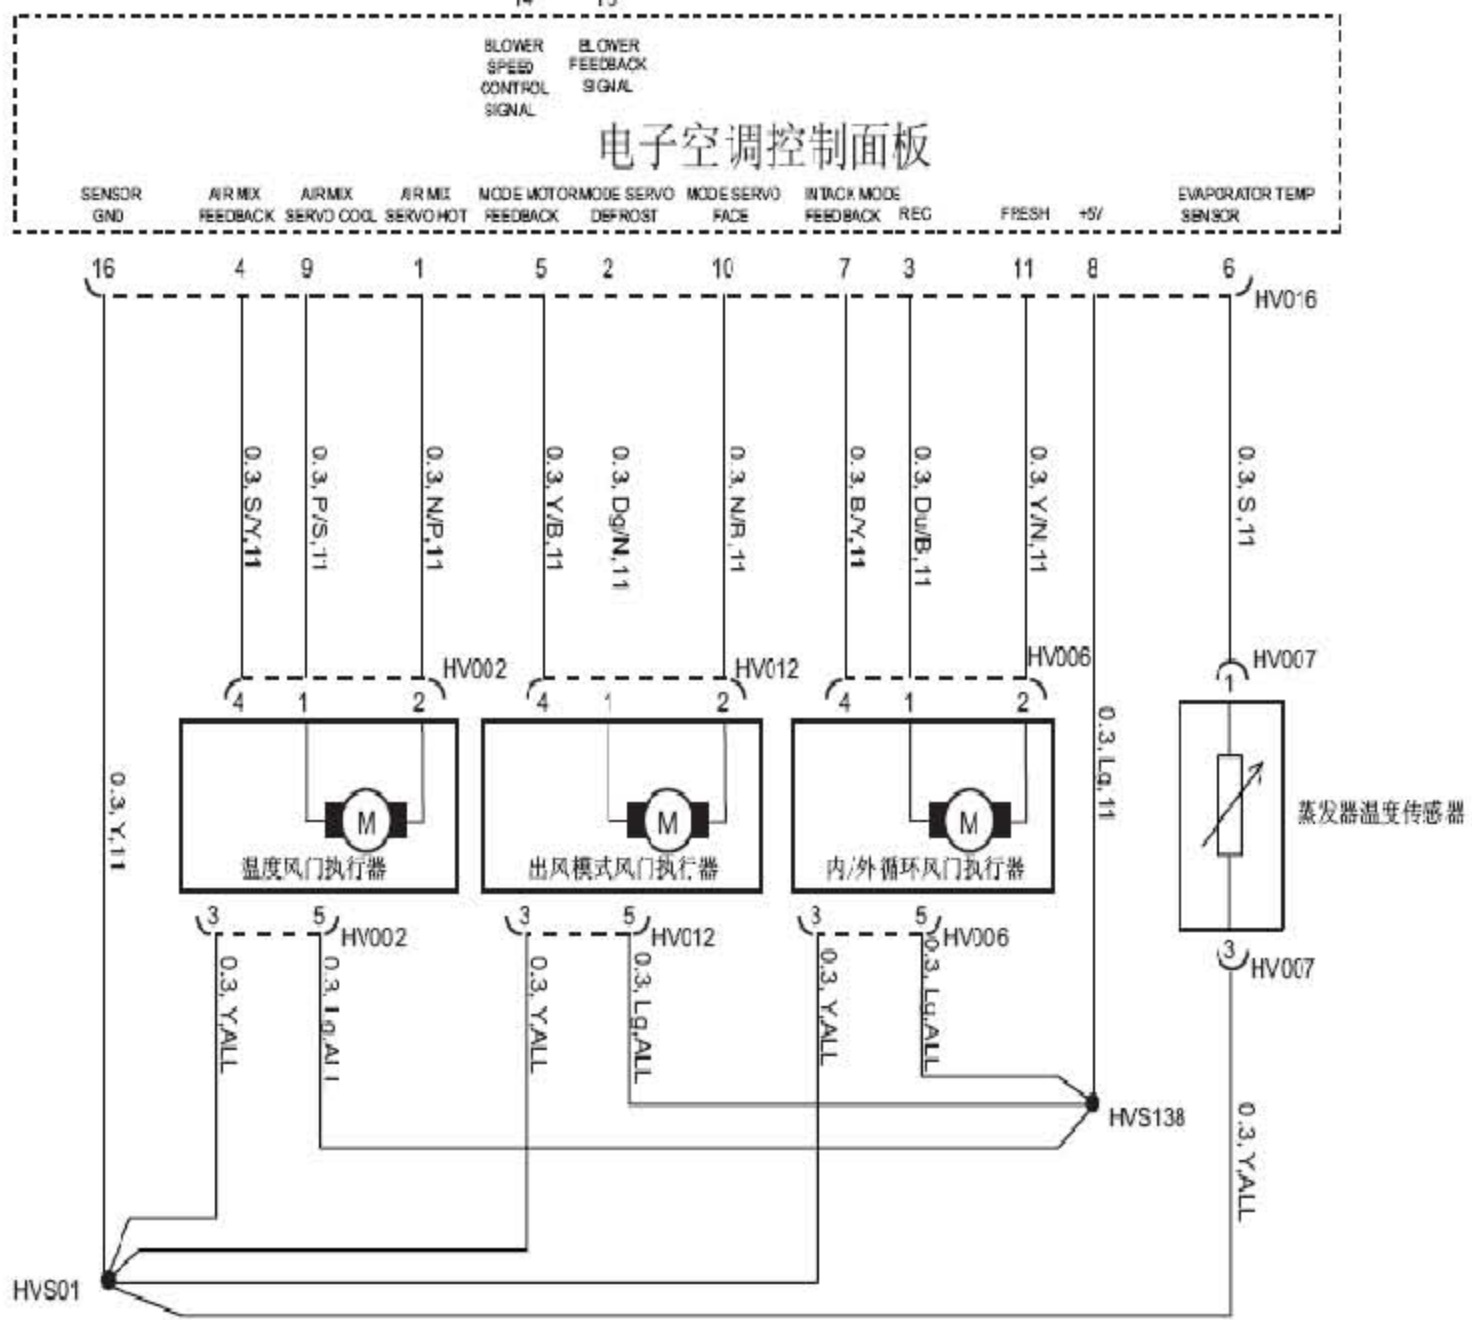 BLOWER
SPEED
CONTROL
SIGNAL
BLOWER
FEEDBACK
SIGNAL
电子空调控制面板
SENSOR
GND
AIR MIX
FEEDBACK
AIR MIX
SERVO COOL
AIR MIX
SERVO HOT
MODE MOTOR
FEEDBACK
MODE SERVO
DEFROST
MODE SERVO
FACE
INTACK MODE
FEEDBACK
REC
FRESH
+5V
EVAPORATOR TEMP
SENSOR
16 4 9 1 5 2 10 7 3 11 8 6
HV016
0.3, S/Y,11
0.3, P/S,11
0.3, N/P,11
0.3, Y/B,11
0.3, Dg/N,11
0.3, N/R,11
0.3, B/Y,11
0.3, Du/B,11
0.3, Y/N,11
0.3, S,11
HV002
HV012
HV006
HV007
4 1 2
4 1 2
4 1 2
1
0.3, Y,11
0.3, Lg,11
M
M
M
温度风门执行器
出风模式风门执行器
内/外循环风门执行器
蒸发器温度传感器
3 5
HV002
3 5
HV012
3 5
HV006
3
HV007
0.3, Y,ALL
0.3, Lg,ALL
0.3, Y,ALL
0.3, Lg,ALL
0.3, Y,ALL
0.3, Lg,ALL
HVS138
0.3, Y,ALL
HVS01